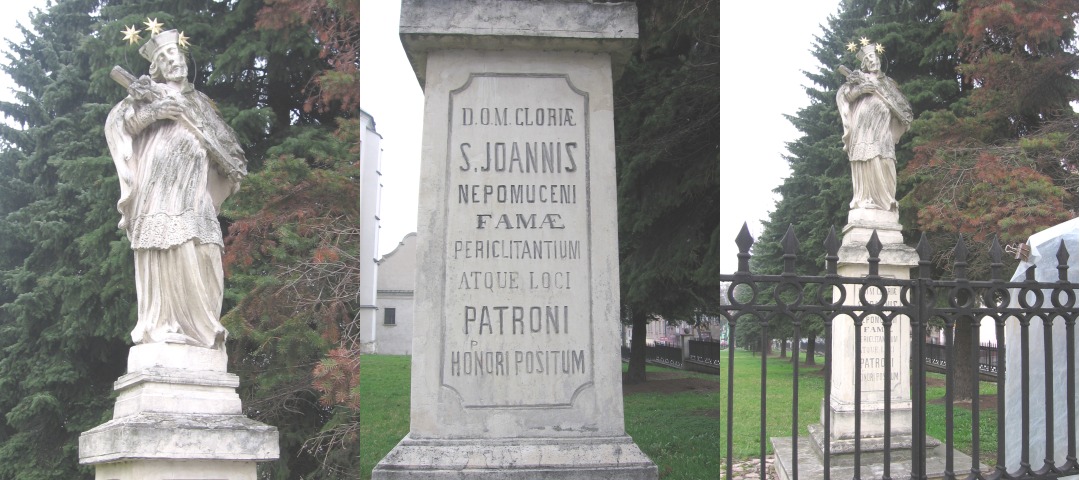 D.O.M. GLORIÆ
S. JOANNIS
NEPOMUCENI
FAMÆ
PERICLITANTIUM
ATQUE LOCI
PATRONI
HONORI POSITUM